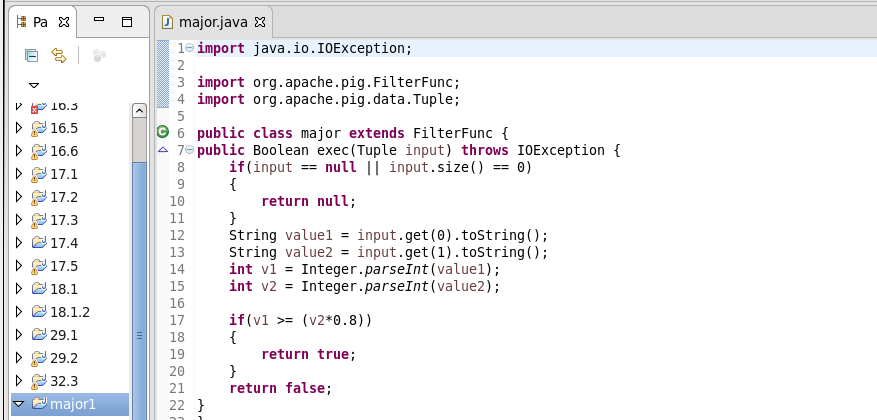 Pa
major.java
16.3
16.5
16.6
17.1
17.2
17.3
17.4
17.5
18.1
18.1.2
29.1
29.2
32.3
major1
1 import java.io.IOException;
2
3 import org.apache.pig.FilterFunc;
4 import org.apache.pig.data.Tuple;
5
6 public class major extends FilterFunc {
7 public Boolean exec(Tuple input) throws IOException {
8     if(input == null || input.size() == 0)
9     {
10         return null;
11     }
12     String value1 = input.get(0).toString();
13     String value2 = input.get(1).toString();
14     int v1 = Integer.parseInt(value1);
15     int v2 = Integer.parseInt(value2);
16
17     if(v1 >= (v2*0.8))
18     {
19         return true;
20     }
21     return false;
22 }
23 }